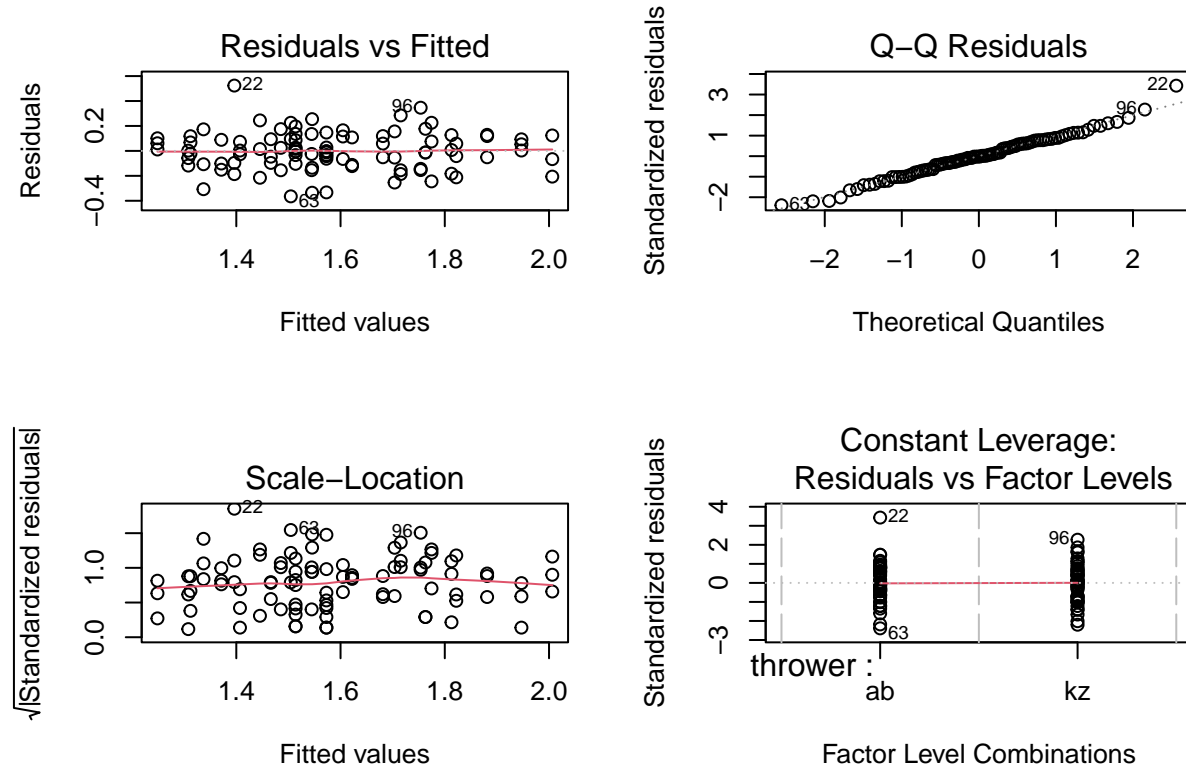 Residuals vs Fitted
Residuals
0.2
−0.4
22
96
63
1.4
1.6
1.8
2.0
Fitted values
Q−Q Residuals
Standardized residuals
3
1
−2
22
96
63
−2
−1
0
1
2
Theoretical Quantiles
Scale−Location
√|Standardized residuals|
1.0
0.0
22
63
96
1.4
1.6
1.8
2.0
Fitted values
Constant Leverage:
Residuals vs Factor Levels
Standardized residuals
4
2
0
−3
22
96
63
thrower :
ab
kz
Factor Level Combinations